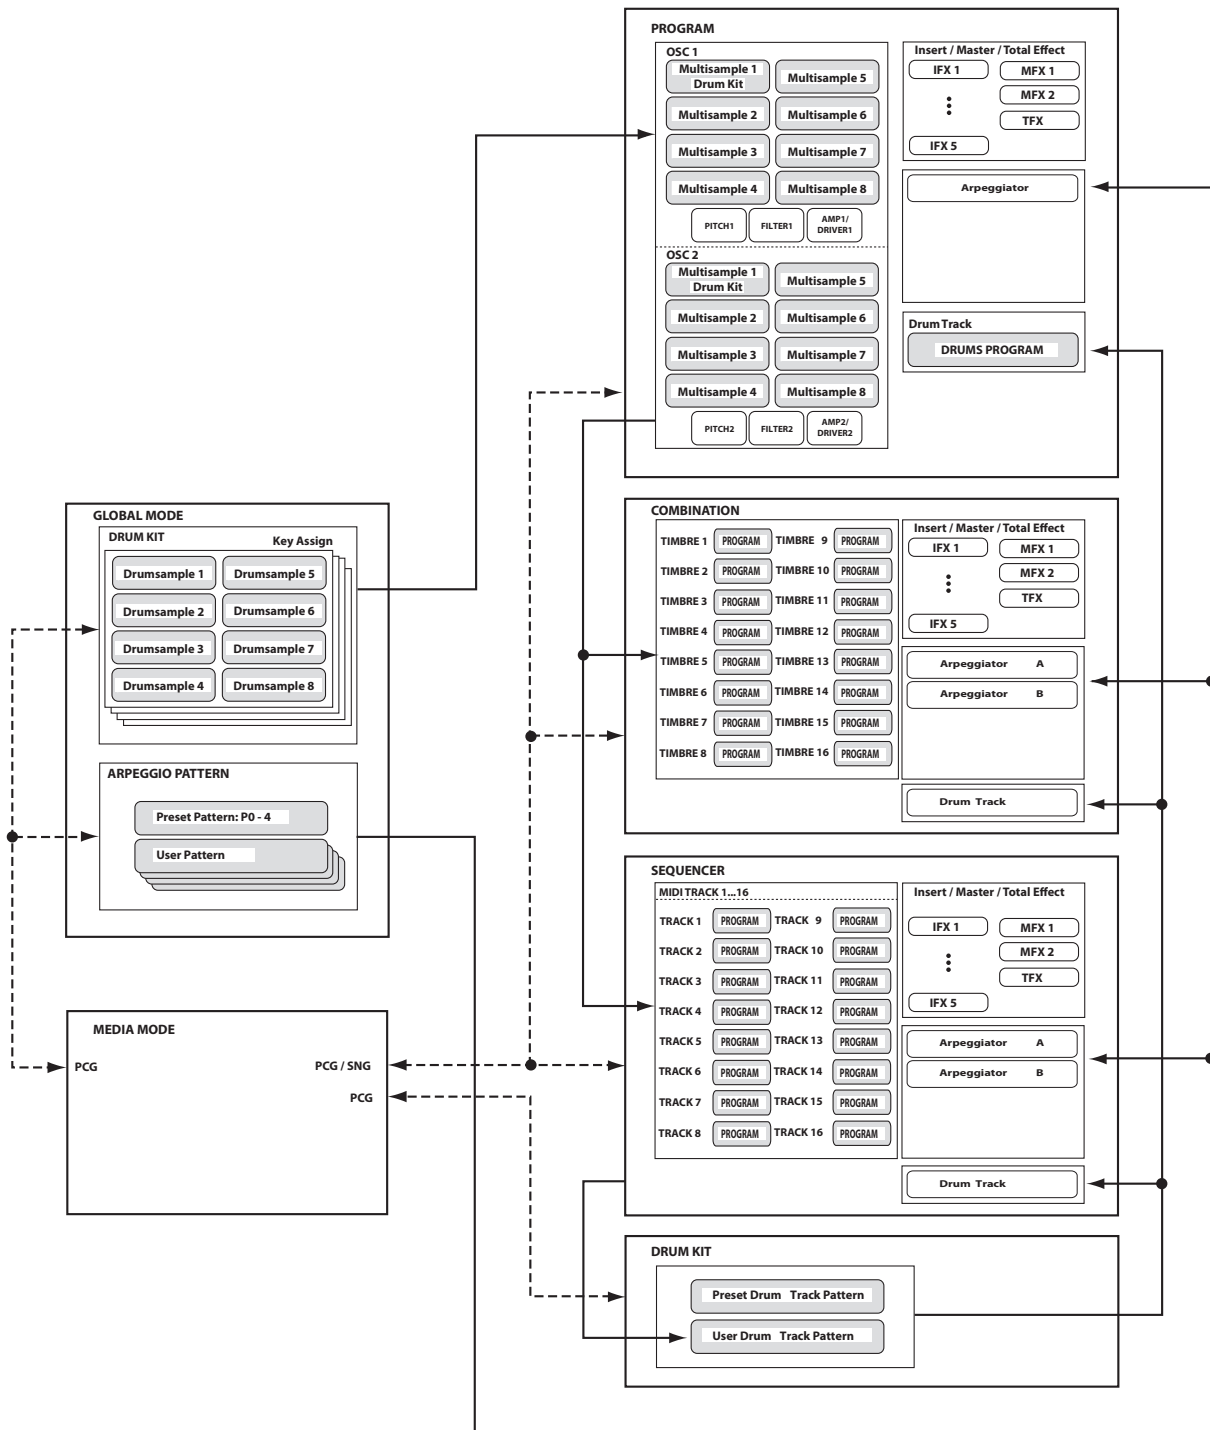 PROGRAM
OSC 1
Multisample 1
Drum Kit
Multisample 5
Multisample 2
Multisample 6
Multisample 3
Multisample 7
Multisample 4
Multisample 8
PITCH1
FILTER1
AMP1/
DRIVER1
OSC 2
Multisample 1
Drum Kit
Multisample 5
Multisample 2
Multisample 6
Multisample 3
Multisample 7
Multisample 4
Multisample 8
PITCH2
FILTER2
AMP2/
DRIVER2
Insert / Master / Total Effect
IFX 1
MFX 1
MFX 2
TFX
IFX 5
Arpeggiator
Drum Track
DRUMS PROGRAM
GLOBAL MODE
DRUM KIT
Key Assign
Drumsample 1
Drumsample 5
Drumsample 2
Drumsample 6
Drumsample 3
Drumsample 7
Drumsample 4
Drumsample 8
ARPEGGIO PATTERN
Preset Pattern: P0 - 4
User Pattern
MEDIA MODE
PCG
PCG / SNG
PCG
COMBINATION
TIMBRE 1 PROGRAM TIMBRE 9 PROGRAM
TIMBRE 2 PROGRAM TIMBRE 10 PROGRAM
TIMBRE 3 PROGRAM TIMBRE 11 PROGRAM
TIMBRE 4 PROGRAM TIMBRE 12 PROGRAM
TIMBRE 5 PROGRAM TIMBRE 13 PROGRAM
TIMBRE 6 PROGRAM TIMBRE 14 PROGRAM
TIMBRE 7 PROGRAM TIMBRE 15 PROGRAM
TIMBRE 8 PROGRAM TIMBRE 16 PROGRAM
Insert / Master / Total Effect
IFX 1
MFX 1
MFX 2
TFX
IFX 5
Arpeggiator A
Arpeggiator B
Drum Track
SEQUENCER
MIDI TRACK 1...16
TRACK 1 PROGRAM TRACK 9 PROGRAM
TRACK 2 PROGRAM TRACK 10 PROGRAM
TRACK 3 PROGRAM TRACK 11 PROGRAM
TRACK 4 PROGRAM TRACK 12 PROGRAM
TRACK 5 PROGRAM TRACK 13 PROGRAM
TRACK 6 PROGRAM TRACK 14 PROGRAM
TRACK 7 PROGRAM TRACK 15 PROGRAM
TRACK 8 PROGRAM TRACK 16 PROGRAM
Insert / Master / Total Effect
IFX 1
MFX 1
MFX 2
TFX
IFX 5
Arpeggiator A
Arpeggiator B
Drum Track
DRUM KIT
Preset Drum Track Pattern
User Drum Track Pattern